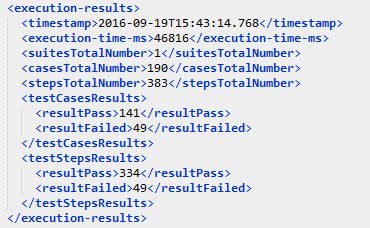 <execution-results>
<timestamp>2016-09-19T15:43:14.768</timestamp>
<execution-time-ms>46816</execution-time-ms>
<suitesTotalNumber>1</suitesTotalNumber>
<casesTotalNumber>190</casesTotalNumber>
<stepsTotalNumber>383</stepsTotalNumber>
<testCasesResults>
<resultPass>141</resultPass>
<resultFailed>49</resultFailed>
</testCasesResults>
<testStepsResults>
<resultPass>334</resultPass>
<resultFailed>49</resultFailed>
</testStepsResults>
</execution-results>